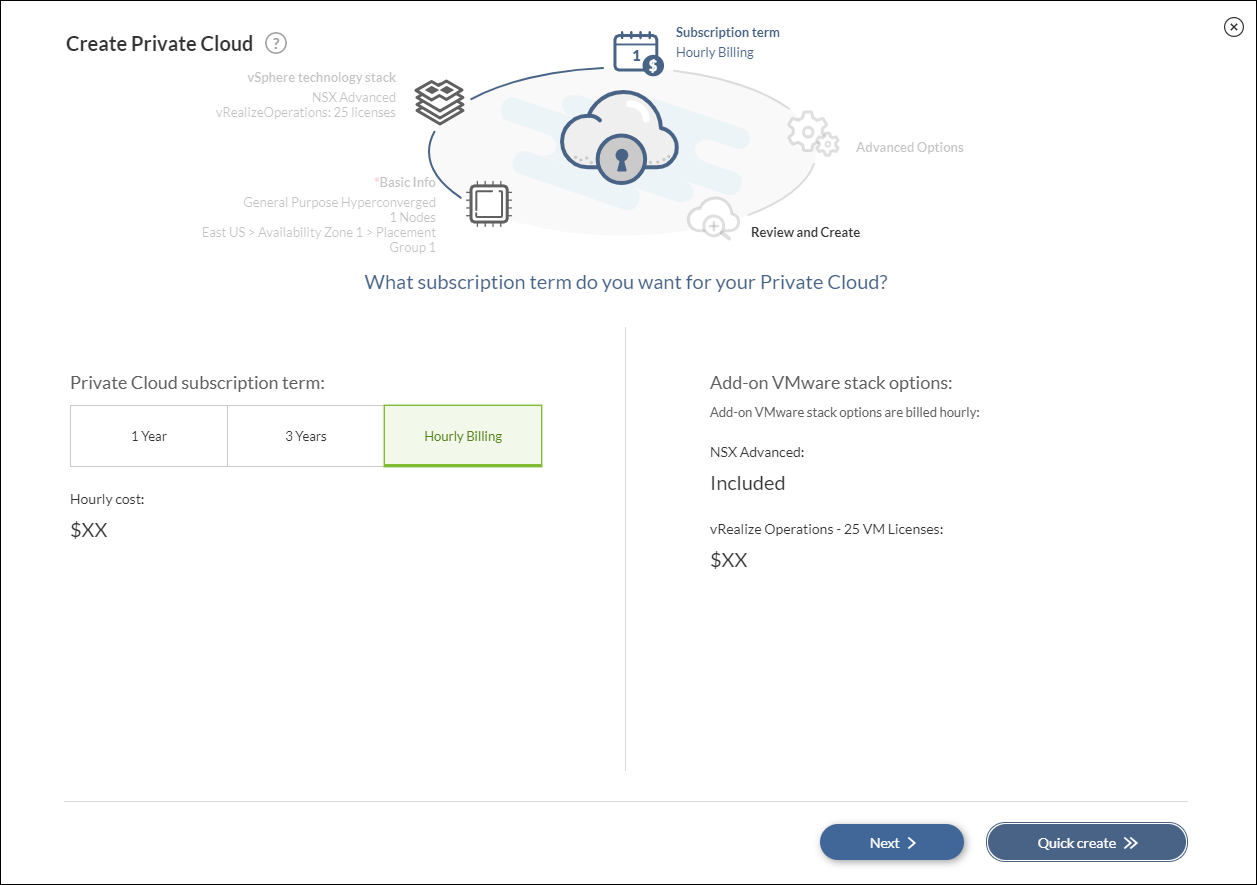 Create Private Cloud ?
Subscription term
Hourly Billing
1
$
vSphere technology stack
NSX Advanced
vRealizeOperations: 25 licenses
Advanced Options
*Basic Info
General Purpose Hyperconverged
1 Nodes
East US > Availability Zone 1 > Placement
Group 1
Review and Create
What subscription term do you want for your Private Cloud?
Private Cloud subscription term:
1 Year
3 Years
Hourly Billing
Hourly cost:
$XX
Add-on VMware stack options:
Add-on VMware stack options are billed hourly:
NSX Advanced:
Included
vRealize Operations - 25 VM Licenses:
$XX
Next
Quick create